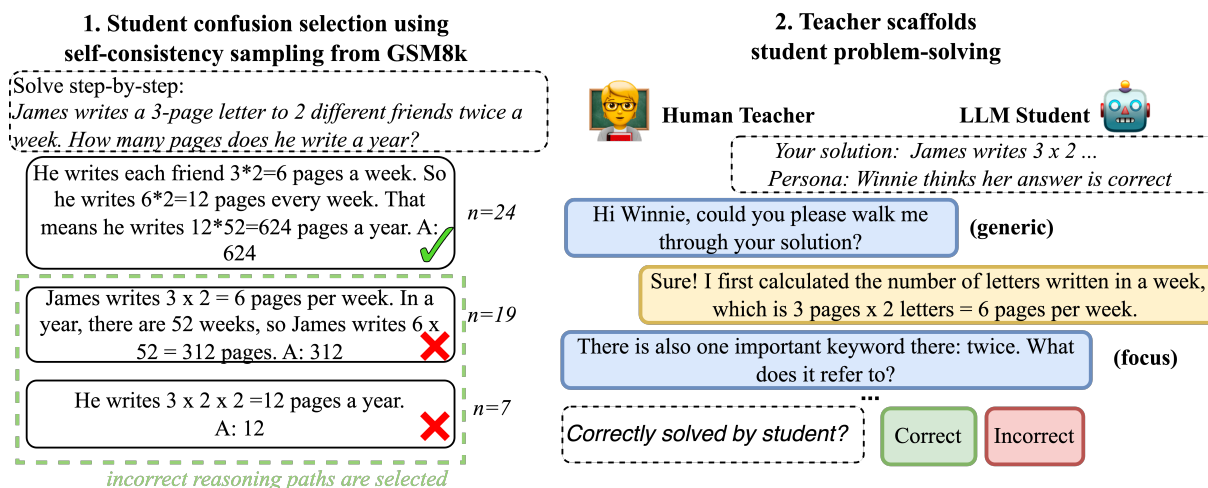 1. Student confusion selection using
self-consistency sampling from GSM8k
Solve step-by-step:
James writes a 3-page letter to 2 different friends twice a
week. How many pages does he write a year?
He writes each friend 3*2=6 pages a week. So
he writes 6*2=12 pages every week. That
means he writes 12*52=624 pages a year. A:
624
n=24
James writes 3 x 2 = 6 pages per week. In a
year, there are 52 weeks, so James writes 6 x
52 = 312 pages. A: 312
n=19
He writes 3 x 2 x 2 =12 pages a year.
A: 12
n=7
incorrect reasoning paths are selected
2. Teacher scaffolds
student problem-solving
Human Teacher
LLM Student
Your solution: James writes 3 x 2 ...
Persona: Winnie thinks her answer is correct
Hi Winnie, could you please walk me
through your solution?
(generic)
Sure! I first calculated the number of letters written in a week,
which is 3 pages x 2 letters = 6 pages per week.
There is also one important keyword there: twice. What
does it refer to?
(focus)
...
Correctly solved by student?
Correct
Incorrect